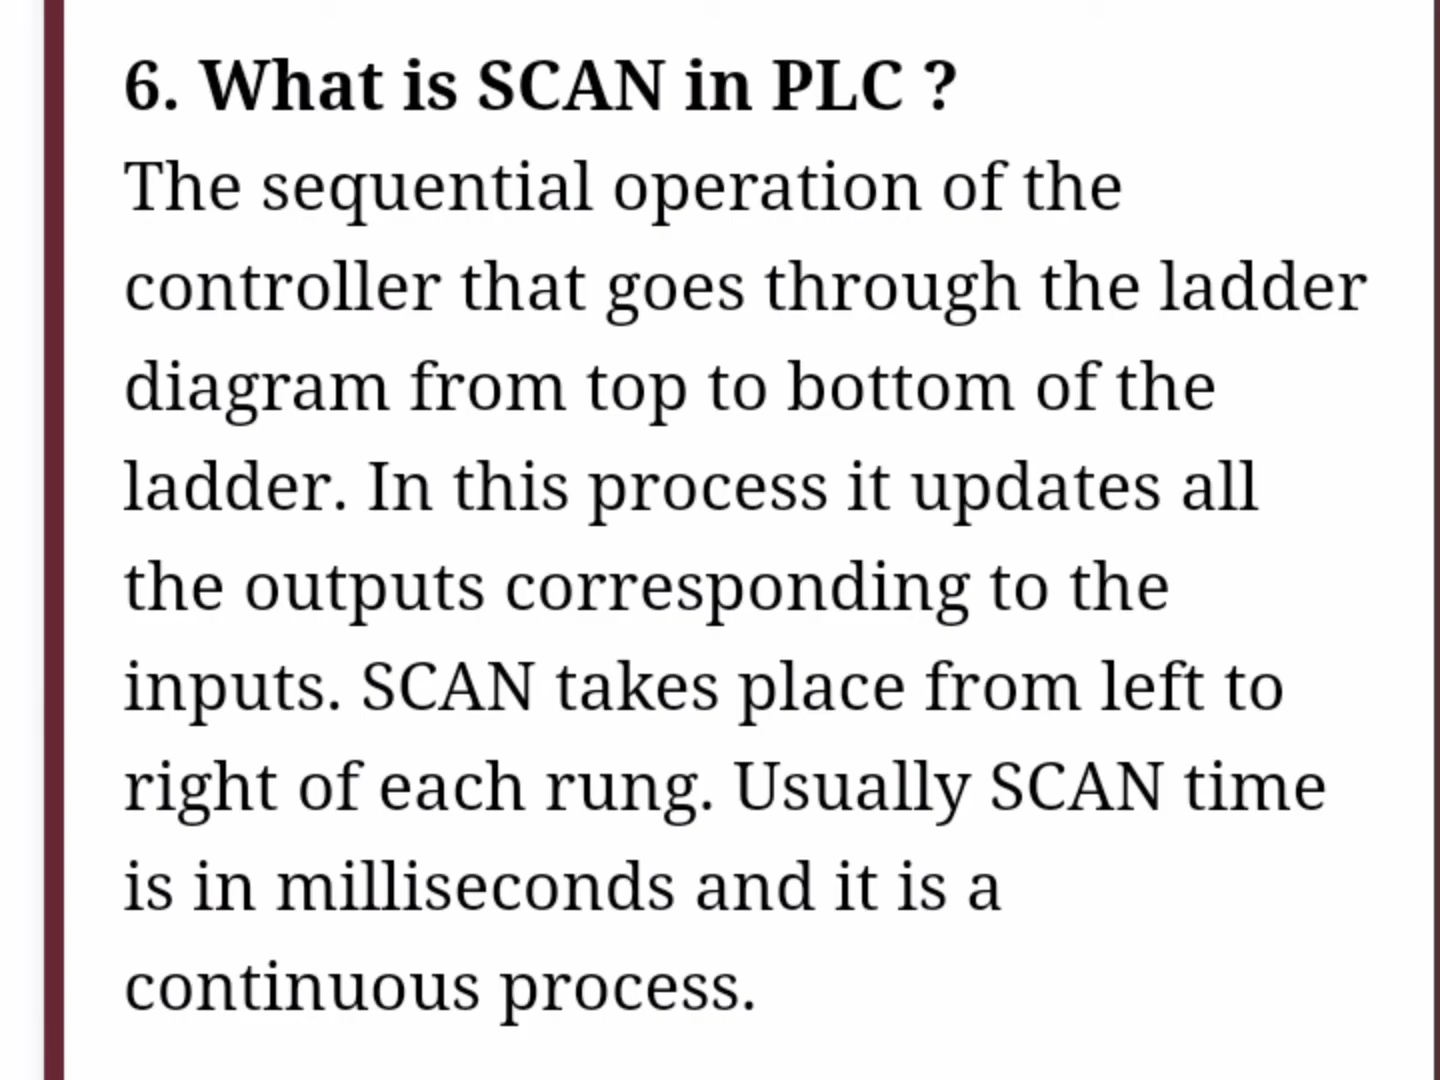 6. What is SCAN in PLC ?
The sequential operation of the
controller that goes through the ladder
diagram from top to bottom of the
ladder. In this process it updates all
the outputs corresponding to the
inputs. SCAN takes place from left to
right of each rung. Usually SCAN time
is in milliseconds and it is a
continuous process.